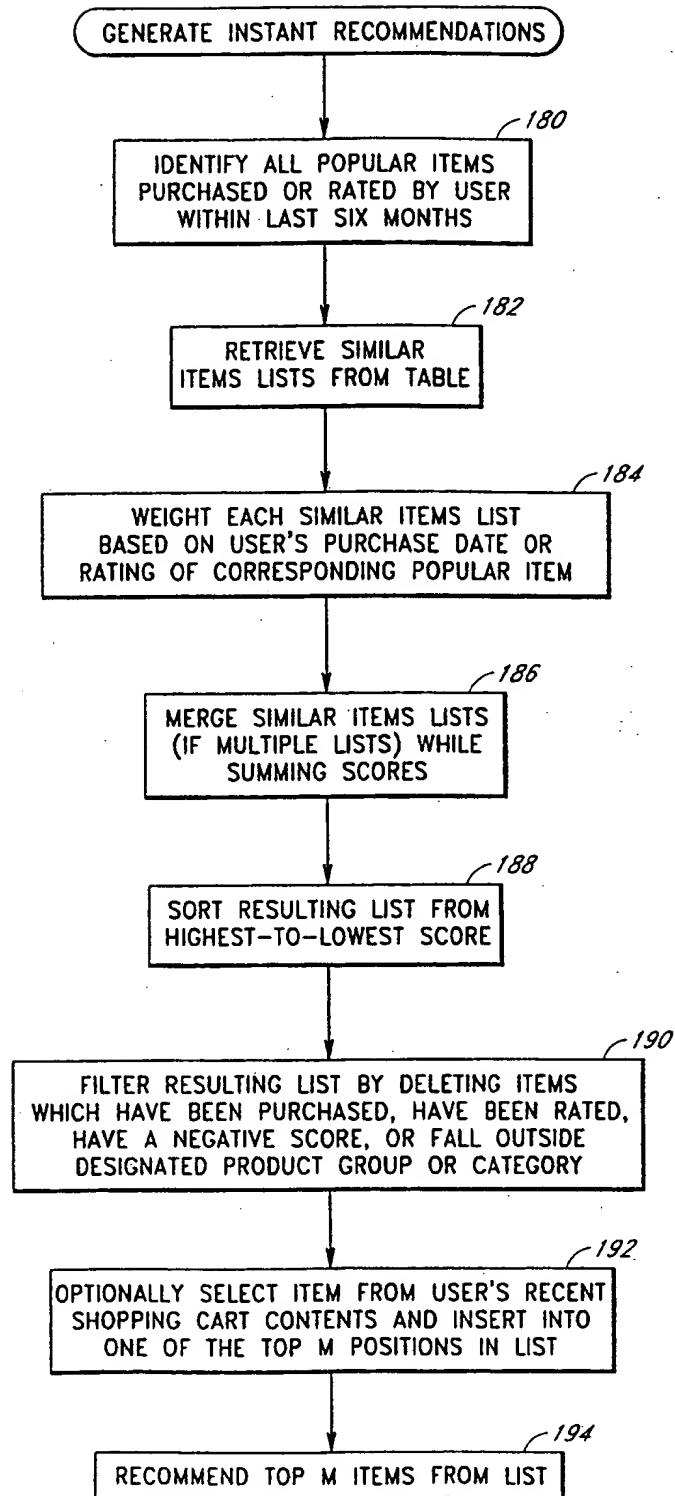 GENERATE INSTANT RECOMMENDATIONS
180
IDENTIFY ALL POPULAR ITEMS
PURCHASED OR RATED BY USER
WITHIN LAST SIX MONTHS
182
RETRIEVE SIMILAR
ITEMS LISTS FROM TABLE
184
WEIGHT EACH SIMILAR ITEMS LIST
BASED ON USER'S PURCHASE DATE OR
RATING OF CORRESPONDING POPULAR ITEM
186
MERGE SIMILAR ITEMS LISTS
(IF MULTIPLE LISTS) WHILE
SUMMING SCORES
188
SORT RESULTING LIST FROM
HIGHEST-TO-LOWEST SCORE
190
FILTER RESULTING LIST BY DELETING ITEMS
WHICH HAVE BEEN PURCHASED, HAVE BEEN RATED,
HAVE A NEGATIVE SCORE, OR FALL OUTSIDE
DESIGNATED PRODUCT GROUP OR CATEGORY
192
OPTIONALLY SELECT ITEM FROM USER'S RECENT
SHOPPING CART CONTENTS AND INSERT INTO
ONE OF THE TOP M POSITIONS IN LIST
194
RECOMMEND TOP M ITEMS FROM LIST